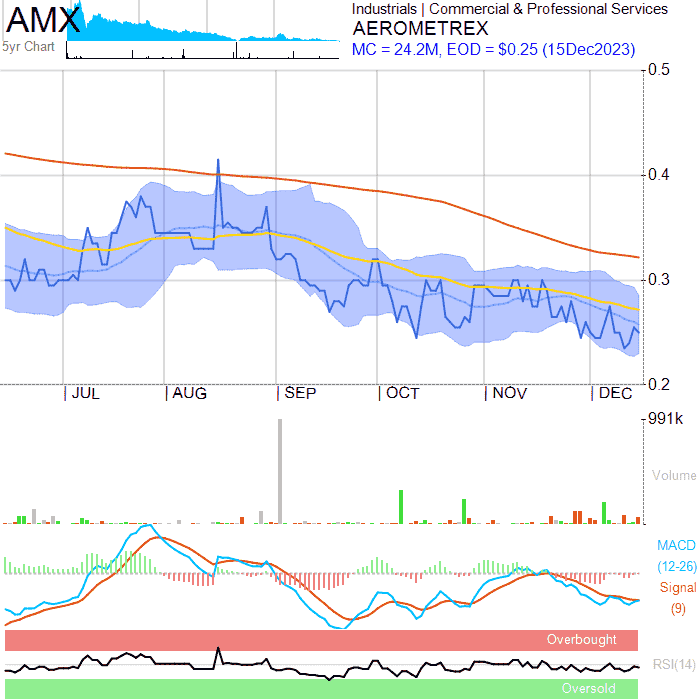 AMX
5yr Chart
Industrials | Commercial & Professional Services
AEROMETREX
MC = 24.2M, EOD = $0.25 (15Dec2023)
0.5
0.4
0.3
0.2
JUL
AUG
SEP
OCT
NOV
DEC
991k
Volume
MACD
(12-26)
Signal
(9)
Overbought
RSI(14)
Oversold